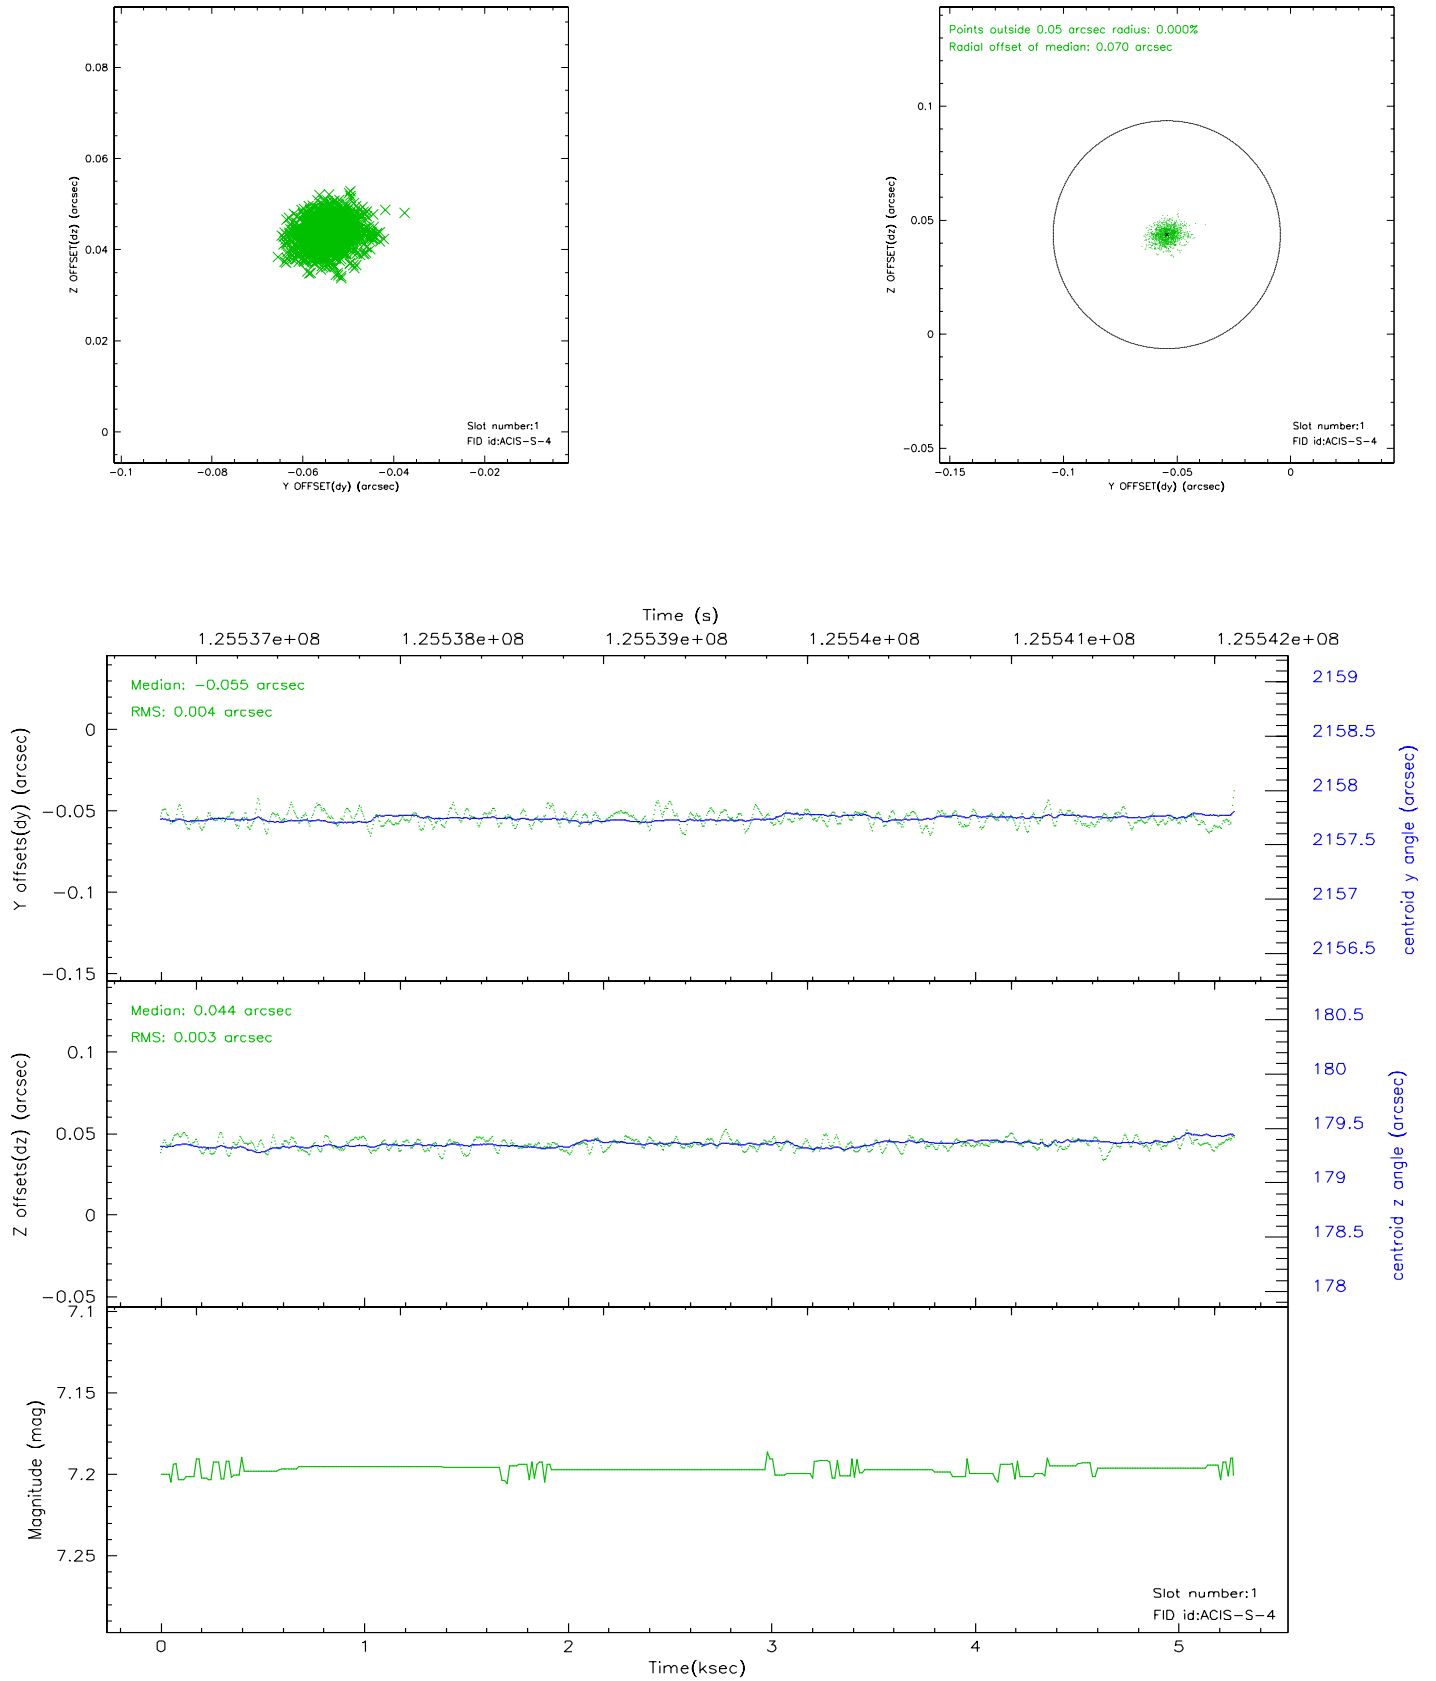 0.08
0.06
0.04
0.02
0
Z OFFSET(dz) (arcsec)
−0.1 −0.08 −0.06 −0.04 −0.02
Y OFFSET(dy) (arcsec)
Slot number:1
FID id:ACIS−S−4
Points outside 0.05 arcsec radius: 0.000%
Radial offset of median: 0.070 arcsec
0.1
0.05
0
−0.05
Z OFFSET(dz) (arcsec)
−0.15 −0.1 −0.05 0
Y OFFSET(dy) (arcsec)
Slot number:1
FID id:ACIS−S−4
Time (s)
1.25537e+08 1.25538e+08 1.25539e+08 1.2554e+08 1.25541e+08 1.25542e+08
Median: −0.055 arcsec
RMS: 0.004 arcsec
0
−0.05
−0.1
−0.15
Y offsets(dy) (arcsec)
2159
2158.5
2158
2157.5
2157
2156.5
centroid y angle (arcsec)
Median: 0.044 arcsec
RMS: 0.003 arcsec
0.1
0.05
0
−0.05
Z offsets(dz) (arcsec)
180.5
180
179.5
179
178.5
178
centroid z angle (arcsec)
7.1
7.15
7.2
7.25
Magnitude (mag)
Slot number:1
FID id:ACIS−S−4
0 1 2 3 4 5
Time(ksec)